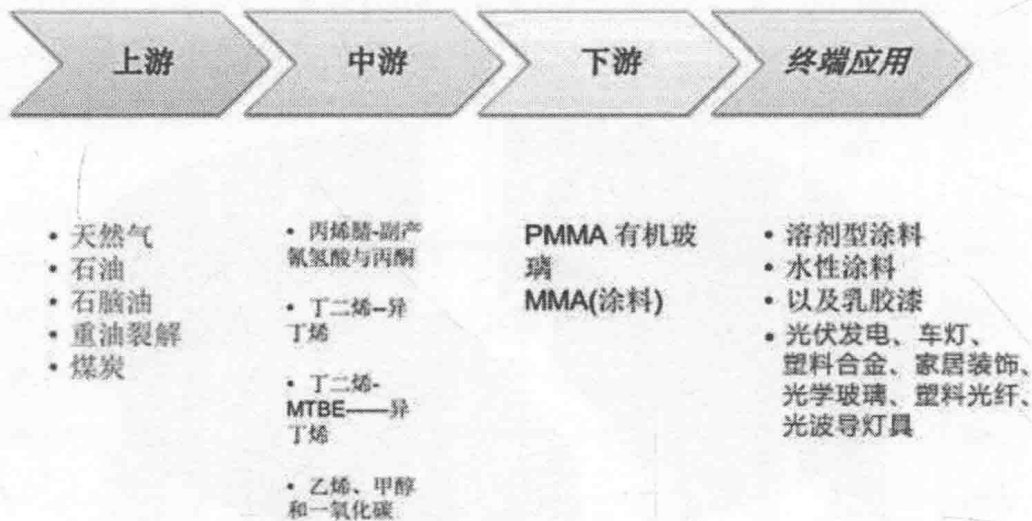 上游
中游
下游
终端应用
• 天然气
• 石油
• 石脑油
• 重油裂解
• 煤炭
• 丙烯腈-副产
氰氢酸与丙酮
• 丁二烯--异
丁烯
• 丁二烯-
MTBE——异
丁烯
• 乙烯、甲醇
和一氧化碳
PMMA 有机玻
璃
MMA(涂料)
• 溶剂型涂料
• 水性涂料
• 以及乳胶漆
• 光伏发电、车灯、
塑料合金、家居装饰、
光学玻璃、塑料光纤、
光波导灯具